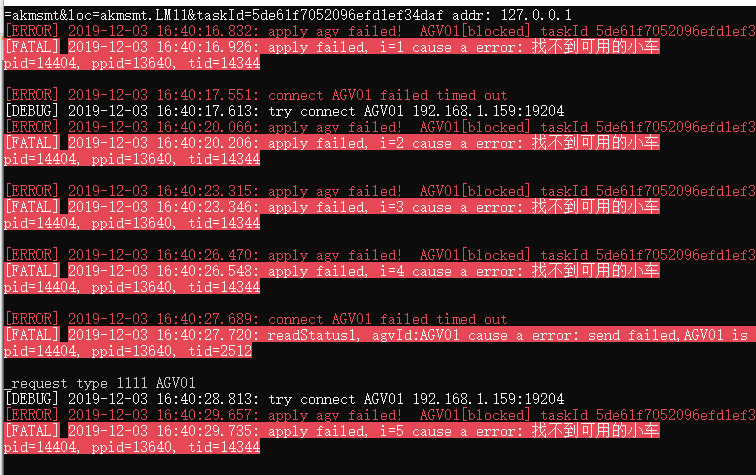 =akmsmt&loc=akmsmt.LM11&taskId=5de61f7052096efd1ef34daf addr: 127.0.0.1
[ERROR] 2019-12-03 16:40:16.832: apply agv failed!  AGV01[blocked] taskId 5de61f7052096efd1ef3
[FATAL] 2019-12-03 16:40:16.926: apply failed, i=1 cause a error: 找不到可用的小车
pid=14404, ppid=13640, tid=14344
[ERROR] 2019-12-03 16:40:17.551: connect AGV01 failed timed out
[DEBUG] 2019-12-03 16:40:17.613: try connect AGV01 192.168.1.159:19204
[ERROR] 2019-12-03 16:40:20.066: apply agv failed!  AGV01[blocked] taskId 5de61f7052096efd1ef3
[FATAL] 2019-12-03 16:40:20.206: apply failed, i=2 cause a error: 找不到可用的小车
pid=14404, ppid=13640, tid=14344
[ERROR] 2019-12-03 16:40:23.315: apply agv failed!  AGV01[blocked] taskId 5de61f7052096efd1ef3
[FATAL] 2019-12-03 16:40:23.346: apply failed, i=3 cause a error: 找不到可用的小车
pid=14404, ppid=13640, tid=14344
[ERROR] 2019-12-03 16:40:26.470: apply agv failed!  AGV01[blocked] taskId 5de61f7052096efd1ef3
[FATAL] 2019-12-03 16:40:26.548: apply failed, i=4 cause a error: 找不到可用的小车
pid=14404, ppid=13640, tid=14344
[ERROR] 2019-12-03 16:40:27.689: connect AGV01 failed timed out
[FATAL] 2019-12-03 16:40:27.720: readStatus1, agvId:AGV01 cause a error: send failed,AGV01 is
pid=14404, ppid=13640, tid=2512
_request type 1111 AGV01
[DEBUG] 2019-12-03 16:40:28.813: try connect AGV01 192.168.1.159:19204
[ERROR] 2019-12-03 16:40:29.657: apply agv failed!  AGV01[blocked] taskId 5de61f7052096efd1ef3
[FATAL] 2019-12-03 16:40:29.735: apply failed, i=5 cause a error: 找不到可用的小车
pid=14404, ppid=13640, tid=14344